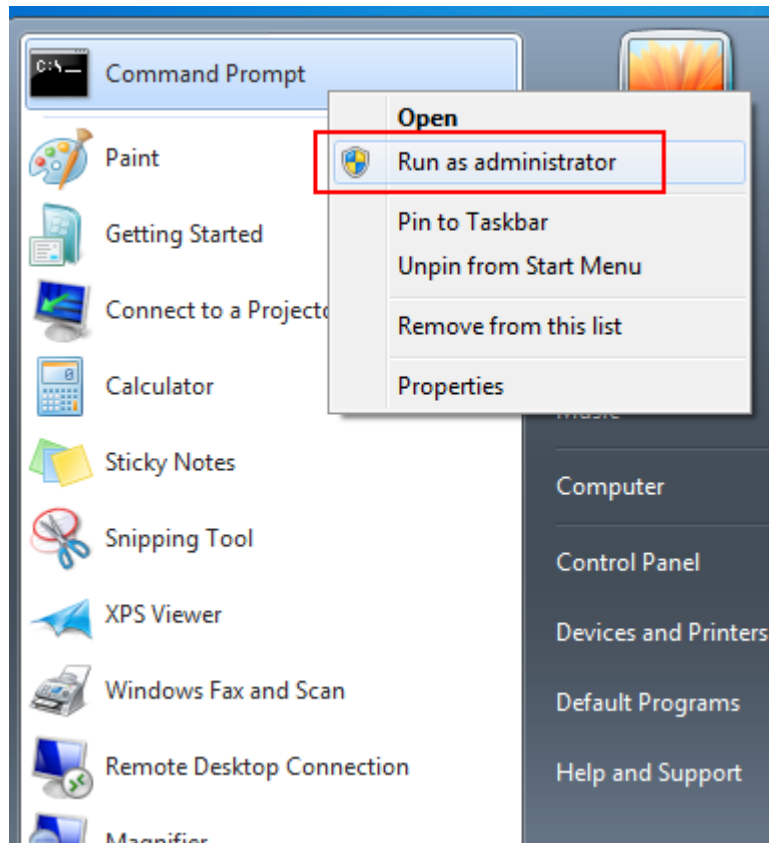 C:\_
Command Prompt
Open
Run as administrator
Pin to Taskbar
Unpin from Start Menu
Remove from this list
Properties
Paint
Getting Started
Connect to a Projecto
Calculator
Sticky Notes
Snipping Tool
XPS Viewer
Windows Fax and Scan
Remote Desktop Connection
Magnifier
Music
Computer
Control Panel
Devices and Printers
Default Programs
Help and Support